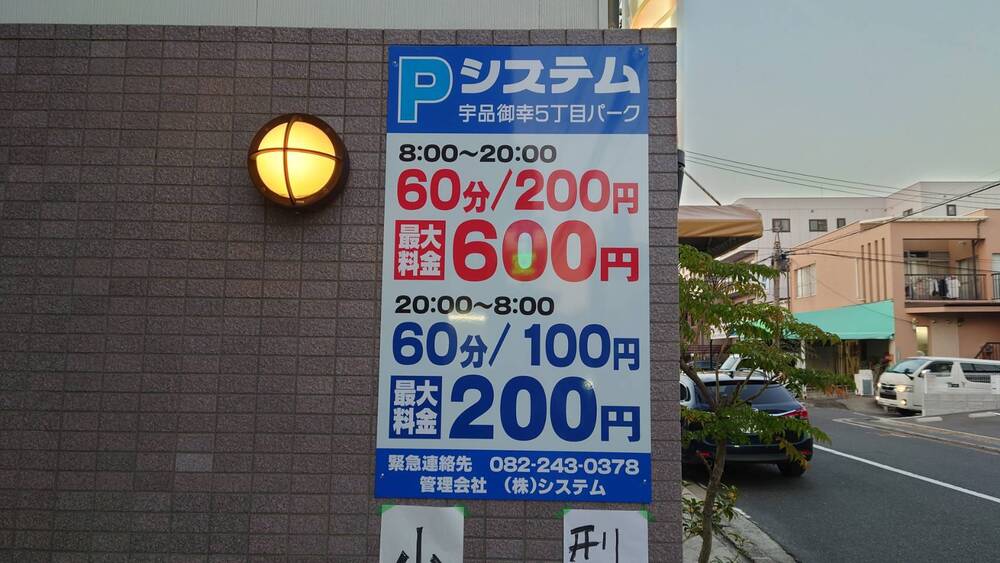 Pシステム
宇品御幸5丁目パーク
8:00〜20:00
60分/200円
最大料金 600円
20:00〜8:00
60分/100円
最大料金 200円
緊急連絡先 082-243-0378
管理会社 (株)システム
小 型